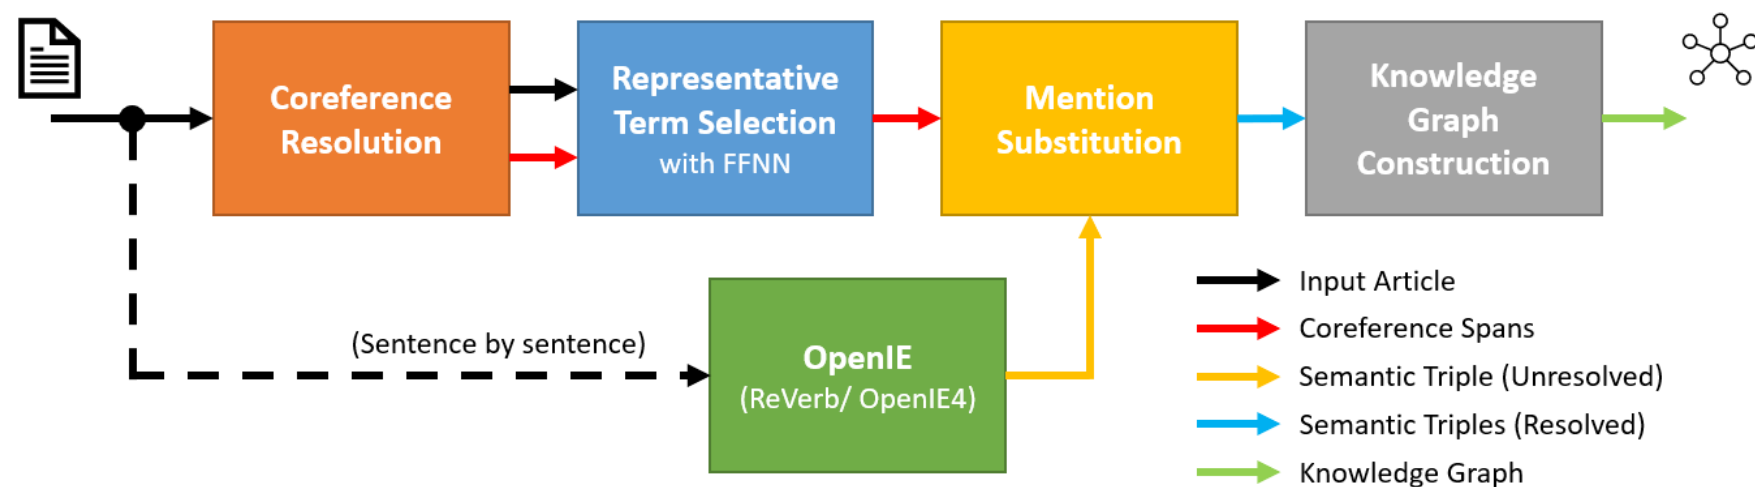 Coreference
Resolution
Representative
Term Selection
with FFNN
Mention
Substitution
Knowledge
Graph
Construction
(Sentence by sentence)
OpenIE
(ReVerb/ OpenIE4)
Input Article
Coreference Spans
Semantic Triple (Unresolved)
Semantic Triples (Resolved)
Knowledge Graph